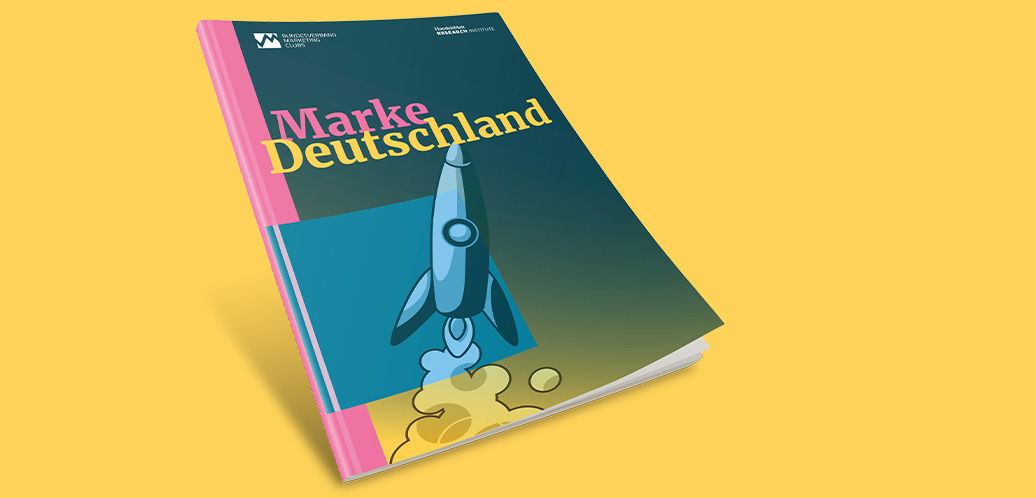 BUNDESVERBAND
MARKETING
CLUBS
Handelsblatt
RESEARCH INSTITUTE
Marke
Deutschland